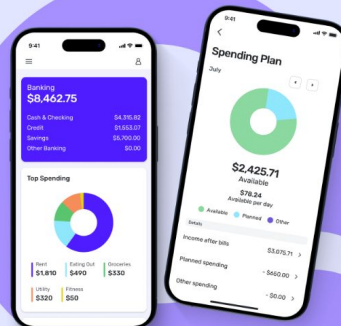 9:41
Banking
$8,462.75
Cash & Checking $4,315.82
Credit $1,553.07
Savings $5,700.00
Other Banking $0.00
Top Spending
Rent Eating Out Groceries
$1,810 $490 $330
Utility Fitness
$320 $50
9:41
Spending Plan
July
$2,425.71
Available
$78.24
Available per day
Available Planned Other
Details
Income after bills $3,075.71
Planned spending - $650.00
Other spending - $0.00